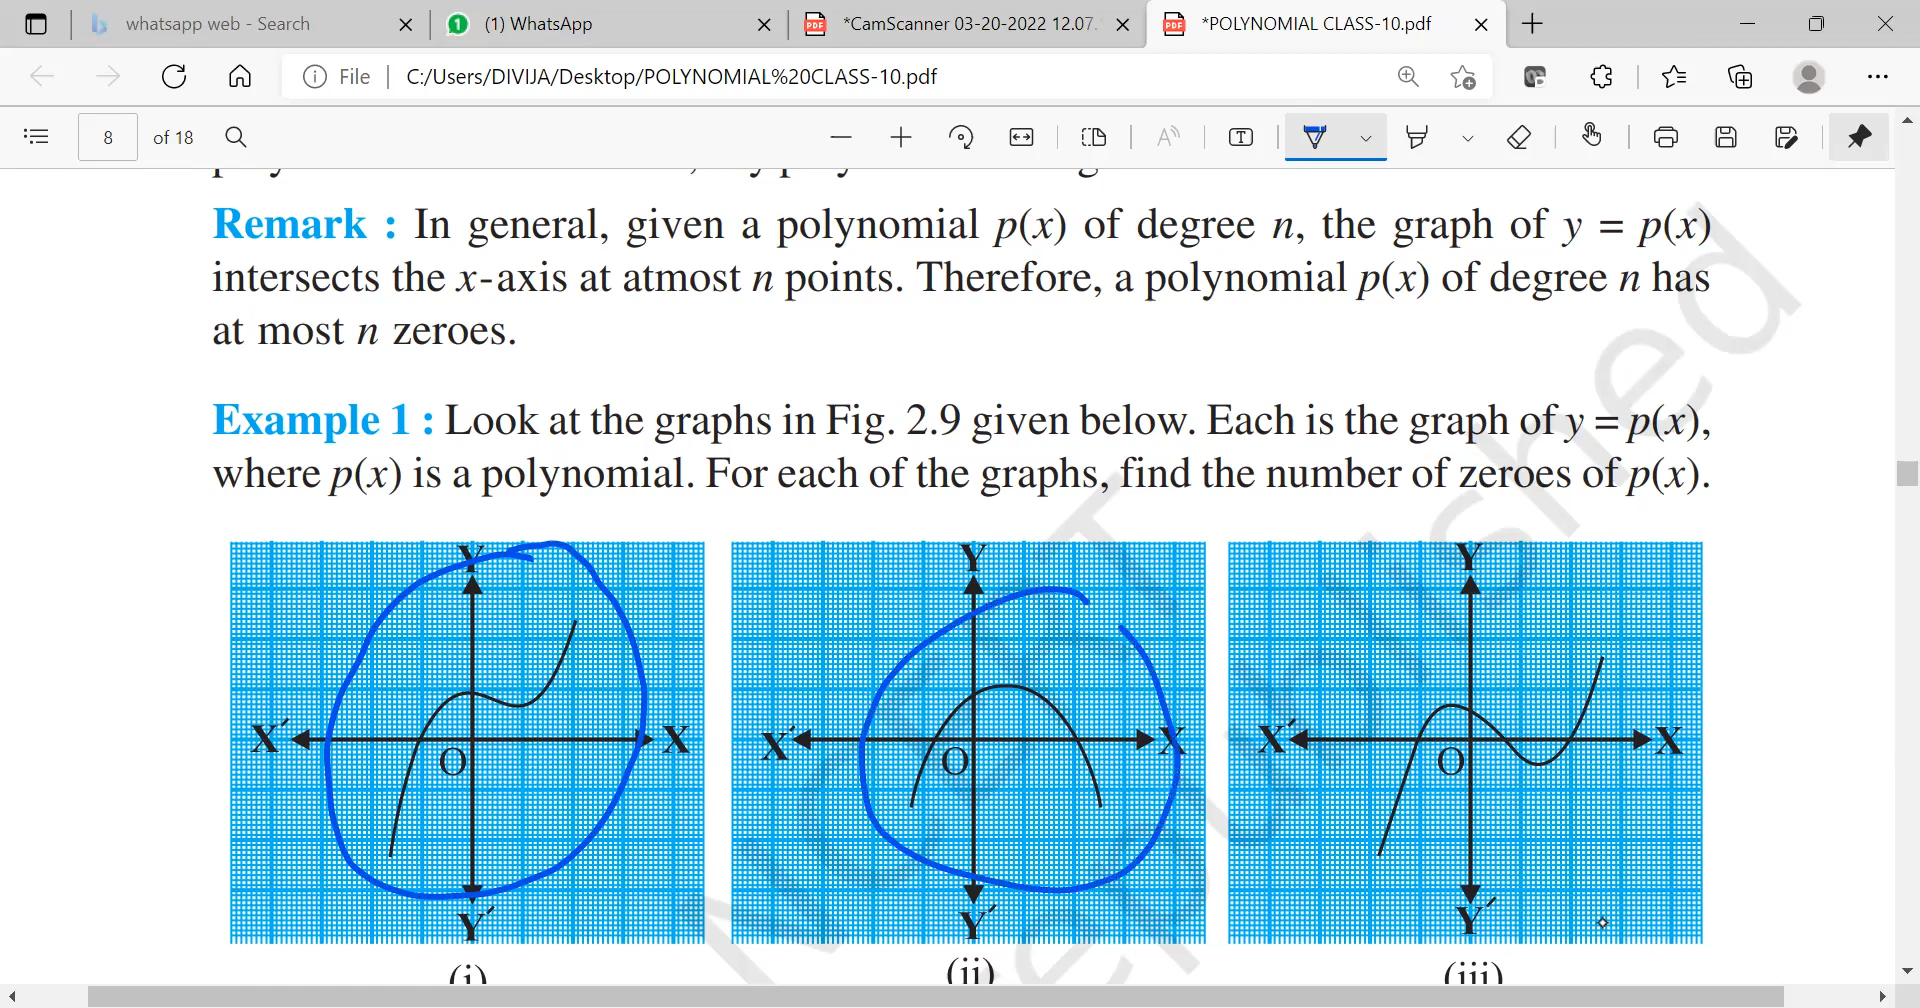 whatsapp web - Search
(1) WhatsApp
*CamScanner 03-20-2022 12.07.
*POLYNOMIAL CLASS-10.pdf
File
C:/Users/DIVIJA/Desktop/POLYNOMIAL%20CLASS-10.pdf
8 of 18
Remark : In general, given a polynomial p(x) of degree n, the graph of y = p(x)
intersects the x-axis at atmost n points. Therefore, a polynomial p(x) of degree n has
at most n zeroes.
Example 1 : Look at the graphs in Fig. 2.9 given below. Each is the graph of y = p(x),
where p(x) is a polynomial. For each of the graphs, find the number of zeroes of p(x).
Y Y Y
X′ O X X′ O X X′ O X
Y′ Y′ Y′
(i) (ii) (iii)